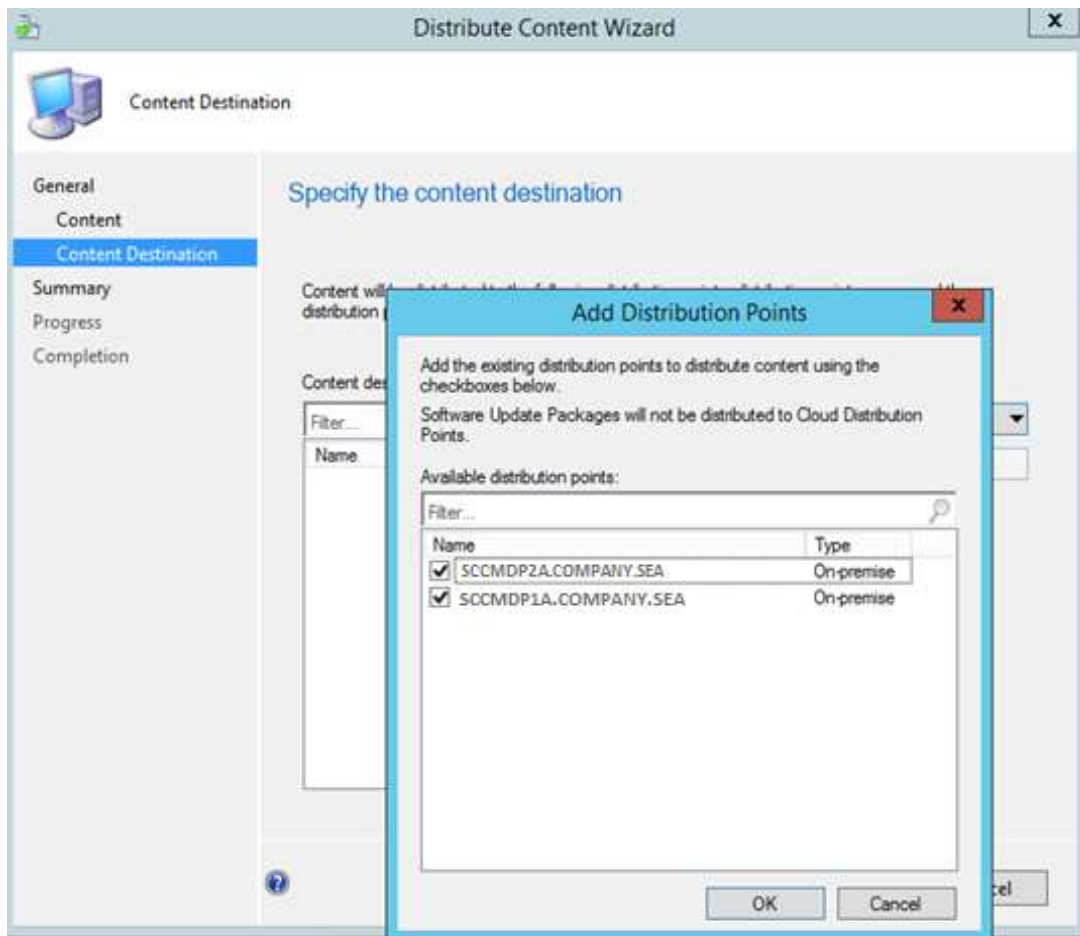 Distribute Content Wizard
x
Content Destination
General
Content
Content Destination
Summary
Progress
Completion
Specify the content destination
Content will
distribution
Content des
Filter...
Name
Add Distribution Points
x
Add the existing distribution points to distribute content using the
checkboxes below.
Software Update Packages will not be distributed to Cloud Distribution
Points.
Available distribution points:
Filter...
Name Type
SCCMDP2A.COMPANY.SEA On-premise
SCCMDP1A.COMPANY.SEA On-premise
OK Cancel
cel